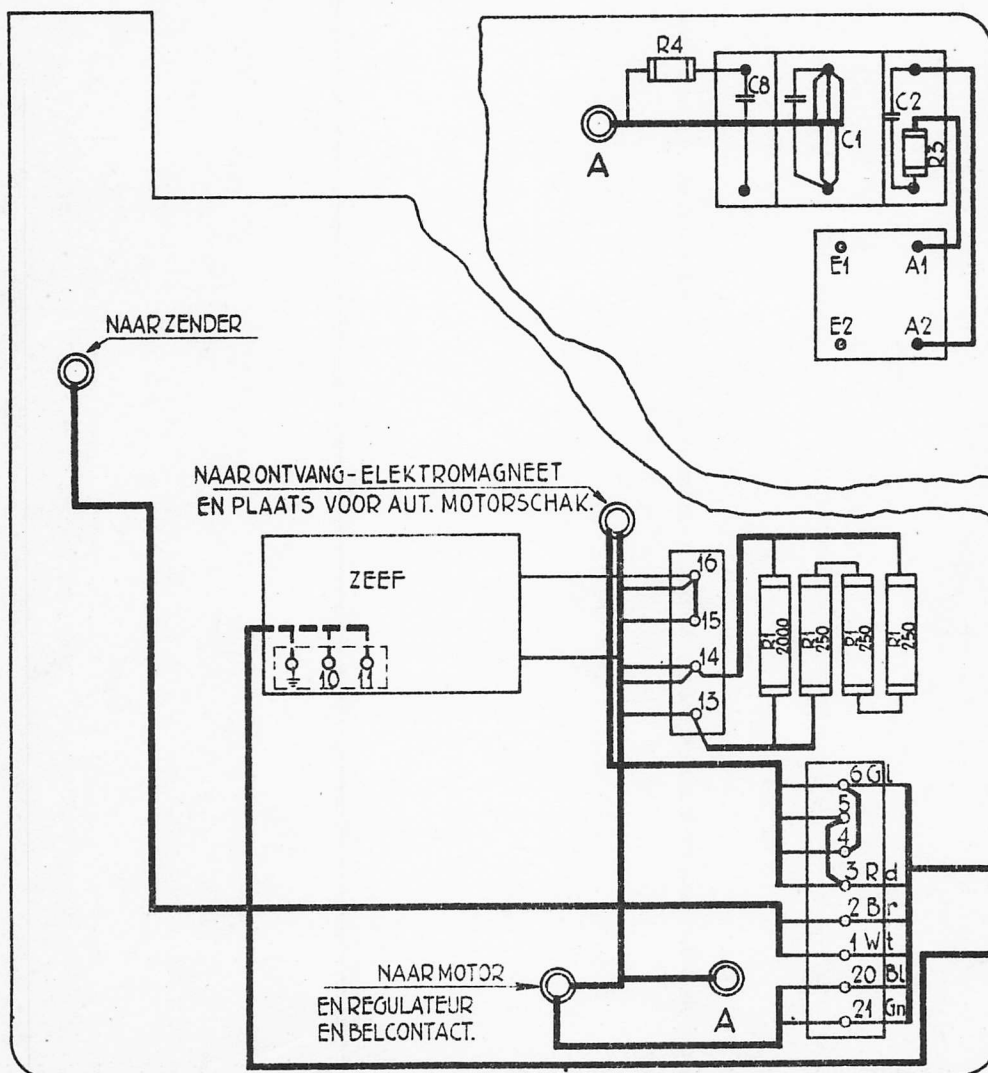 R4
C8
C2
C1
R3
A
E1 A1
E2 A2
NAAR ZENDER
NAAR ONTVANG-ELEKTROMAGNEET
EN PLAATS VOOR AUT. MOTORSCHAK.
ZEEF
10 11
16
15
14
13
R1 2000
R1 250
R1 250
R1 250
6 Gl
5
4
3 Rd
2 Br
1 Wt
20 Bl
21 Gn
NAAR MOTOR
EN REGULATEUR
EN BELCONTACT.
A